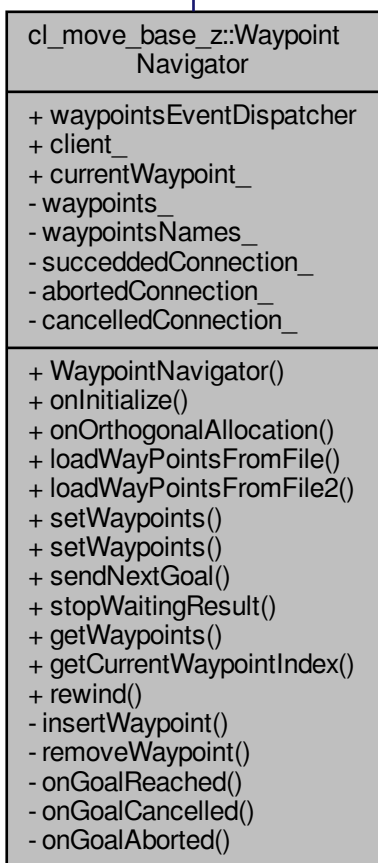 cl_move_base_z::Waypoint
Navigator
+ waypointsEventDispatcher
+ client_
+ currentWaypoint_
- waypoints_
- waypointsNames_
- succeddedConnection_
- abortedConnection_
- cancelledConnection_
+ WaypointNavigator()
+ onInitialize()
+ onOrthogonalAllocation()
+ loadWayPointsFromFile()
+ loadWayPointsFromFile2()
+ setWaypoints()
+ setWaypoints()
+ sendNextGoal()
+ stopWaitingResult()
+ getWaypoints()
+ getCurrentWaypointIndex()
+ rewind()
- insertWaypoint()
- removeWaypoint()
- onGoalReached()
- onGoalCancelled()
- onGoalAborted()